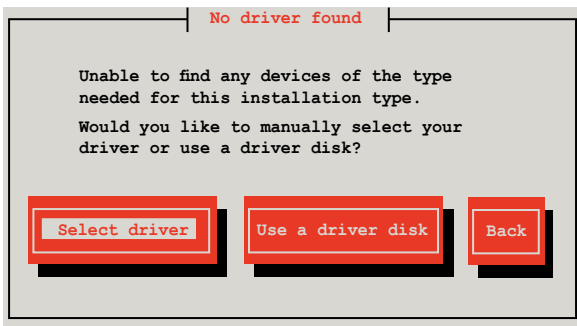 No driver found
Unable to find any devices of the type
needed for this installation type.
Would you like to manually select your
driver or use a driver disk?
Select driver
Use a driver disk
Back